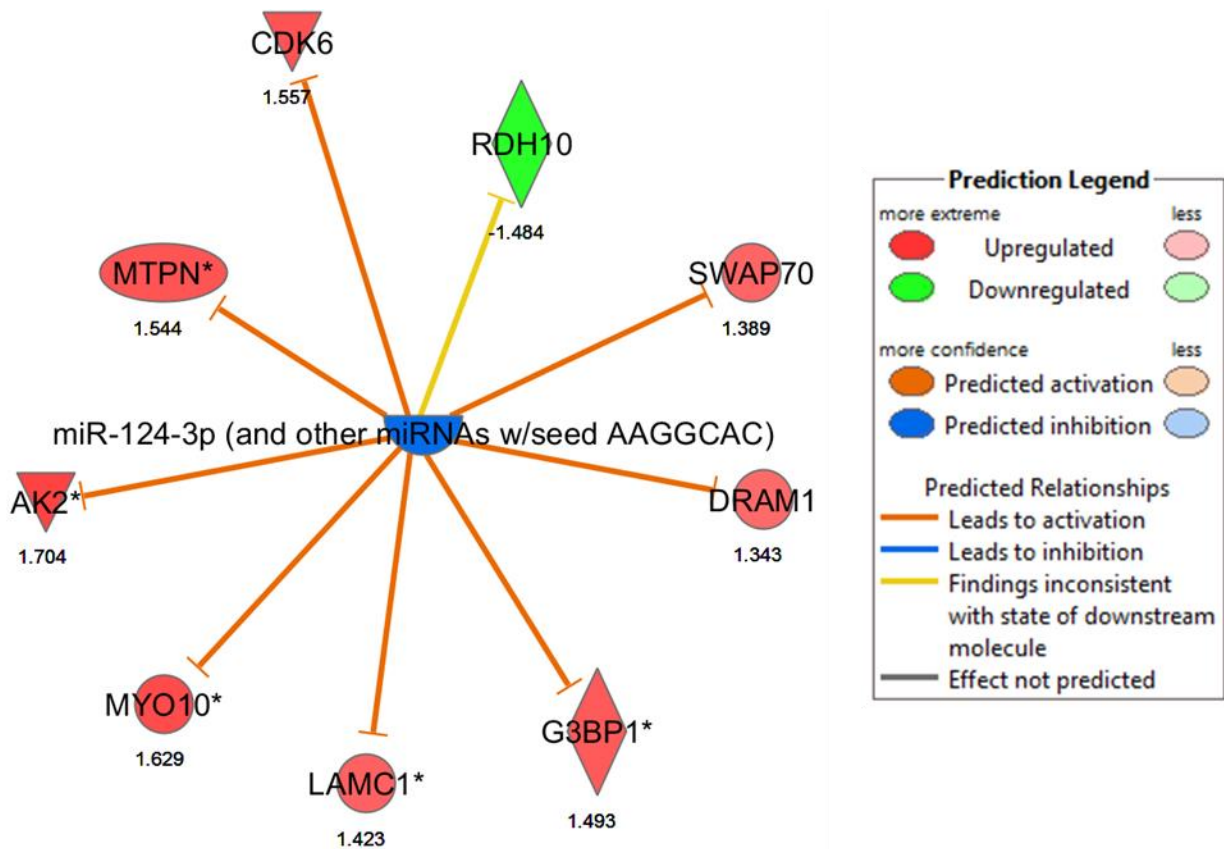 CDK6
1.557
RDH10
-1.484
MTPN*
1.544
SWAP70
1.389
miR-124-3p (and other miRNAs w/seed AAGGCAC)
AK2*
1.704
DRAM1
1.343
MYO10*
1.629
LAMC1*
1.423
G3BP1*
1.493
Prediction Legend
more extreme less
Upregulated
Downregulated
more confidence less
Predicted activation
Predicted inhibition
Predicted Relationships
Leads to activation
Leads to inhibition
Findings inconsistent
with state of downstream
molecule
Effect not predicted